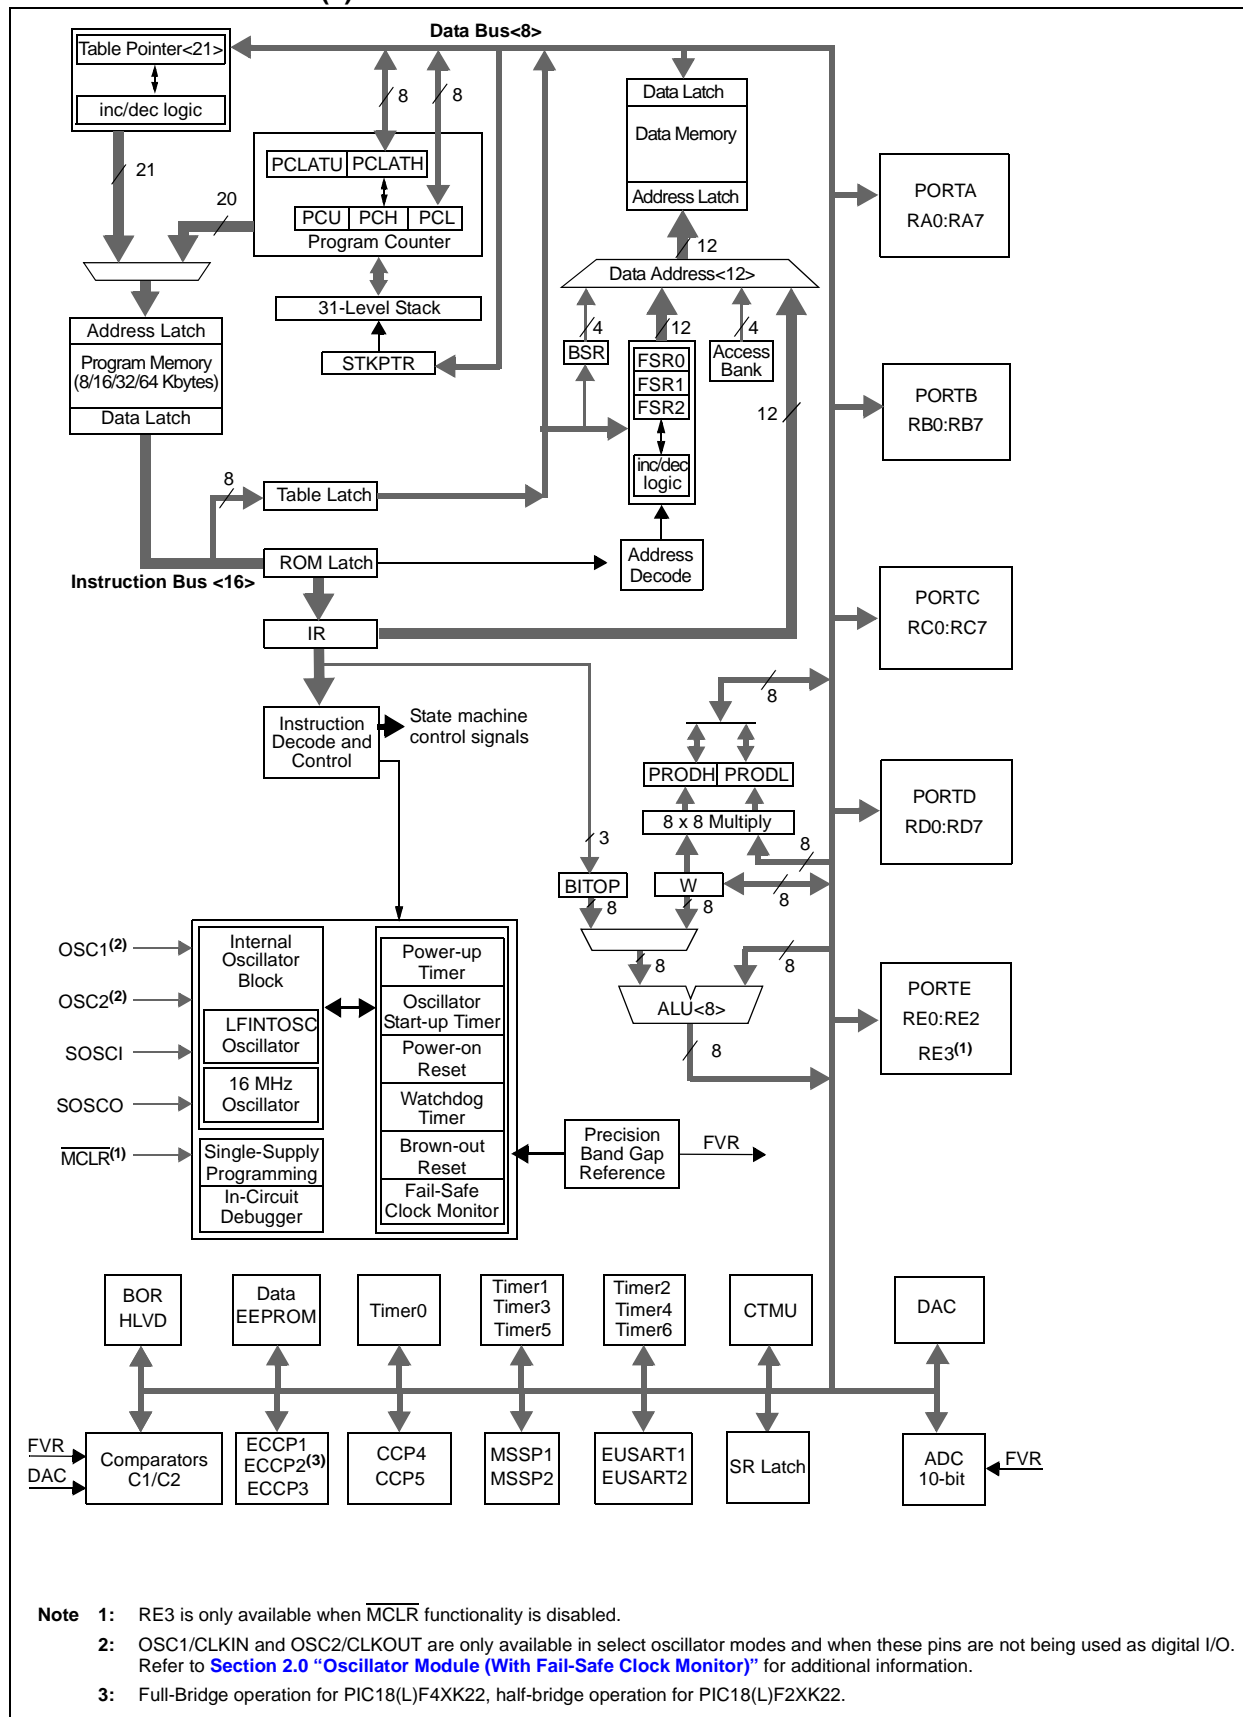 Data Bus<8>
Table Pointer<21>
inc/dec logic
21
20
8
8
PCLATU PCLATH
PCU PCH PCL
Program Counter
31-Level Stack
STKPTR
Data Latch
Data Memory
Address Latch
12
Data Address<12>
4
12
4
BSR
FSR0
FSR1
FSR2
inc/dec
logic
Access
Bank
12
Address
Decode
Address Latch
Program Memory
(8/16/32/64 Kbytes)
Data Latch
8
Table Latch
ROM Latch
Instruction Bus <16>
IR
Instruction
Decode and
Control
State machine
control signals
8
PRODH PRODL
8 x 8 Multiply
3
8
BITOP
W
8
8
8
8
8
ALU<8>
8
PORTA
RA0:RA7
PORTB
RB0:RB7
PORTC
RC0:RC7
PORTD
RD0:RD7
PORTE
RE0:RE2
RE3(1)
OSC1(2)
OSC2(2)
SOSCI
SOSCO
MCLR(1)
Internal
Oscillator
Block
LFINTOSC
Oscillator
16 MHz
Oscillator
Single-Supply
Programming
In-Circuit
Debugger
Power-up
Timer
Oscillator
Start-up Timer
Power-on
Reset
Watchdog
Timer
Brown-out
Reset
Fail-Safe
Clock Monitor
Precision
Band Gap
Reference
FVR
BOR
HLVD
Data
EEPROM
Timer0
Timer1
Timer3
Timer5
Timer2
Timer4
Timer6
CTMU
DAC
FVR
DAC
Comparators
C1/C2
ECCP1
ECCP2(3)
ECCP3
CCP4
CCP5
MSSP1
MSSP2
EUSART1
EUSART2
SR Latch
ADC
10-bit
FVR
Note 1: RE3 is only available when MCLR functionality is disabled.
2: OSC1/CLKIN and OSC2/CLKOUT are only available in select oscillator modes and when these pins are not being used as digital I/O.
Refer to Section 2.0 “Oscillator Module (With Fail-Safe Clock Monitor)” for additional information.
3: Full-Bridge operation for PIC18(L)F4XK22, half-bridge operation for PIC18(L)F2XK22.